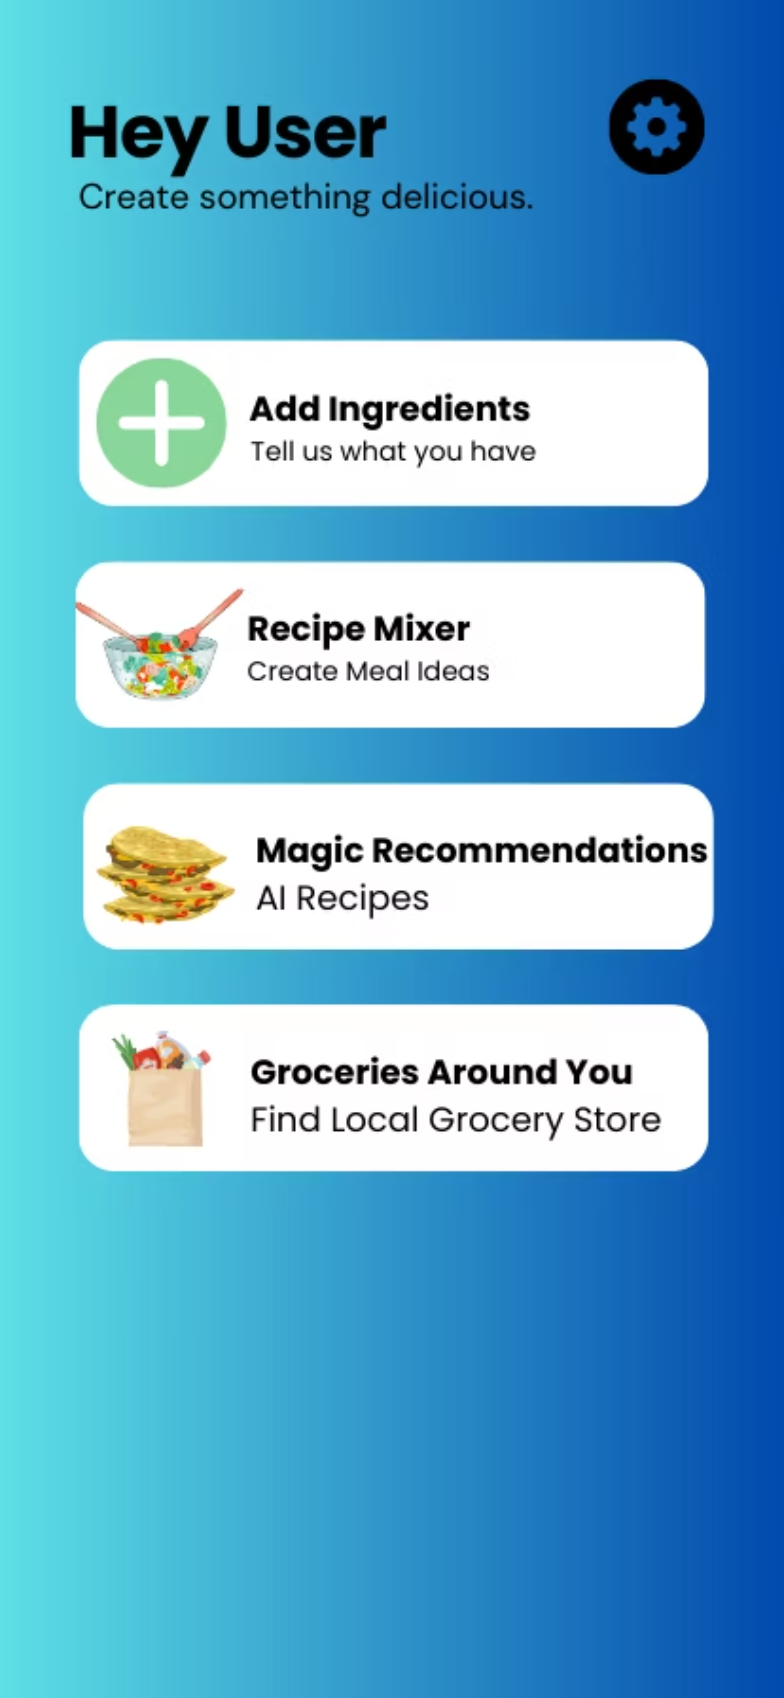 Hey User
Create something delicious.
Add Ingredients
Tell us what you have
Recipe Mixer
Create Meal Ideas
Magic Recommendations
AI Recipes
Groceries Around You
Find Local Grocery Store